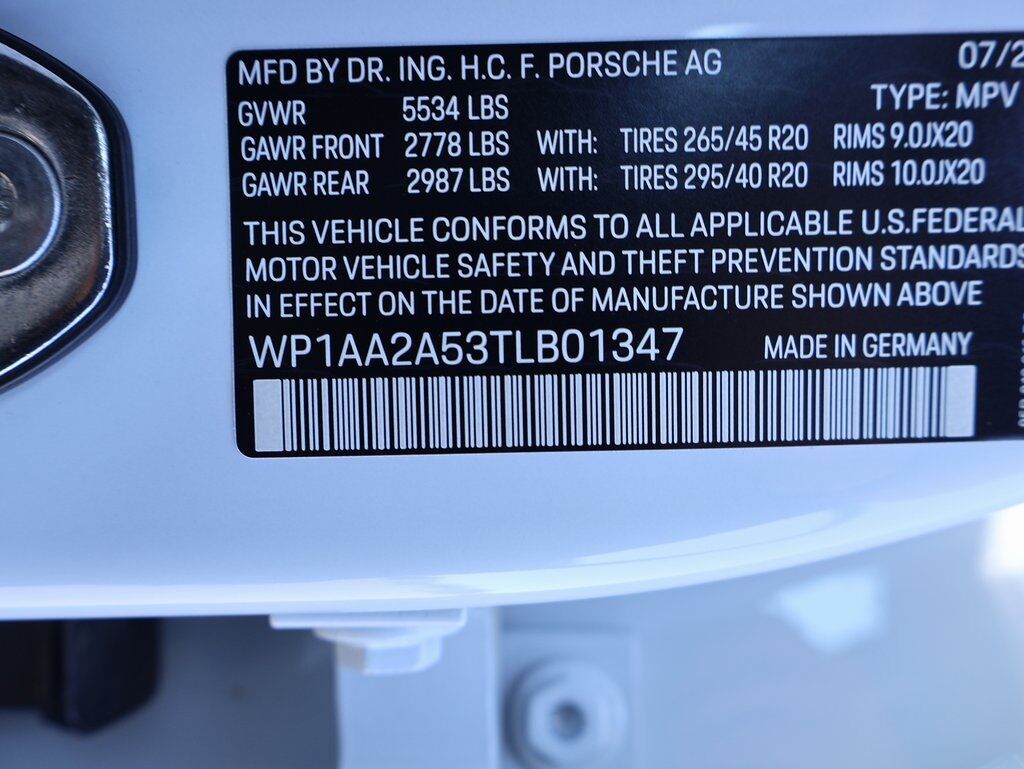 MFD BY DR. ING. H.C. F. PORSCHE AG 07/2
GVWR 5534 LBS TYPE: MPV
GAWR FRONT 2778 LBS WITH: TIRES 265/45 R20 RIMS 9.0JX20
GAWR REAR 2987 LBS WITH: TIRES 295/40 R20 RIMS 10.0JX20
THIS VEHICLE CONFORMS TO ALL APPLICABLE U.S.FEDERAL
MOTOR VEHICLE SAFETY AND THEFT PREVENTION STANDARDS
IN EFFECT ON THE DATE OF MANUFACTURE SHOWN ABOVE
WP1AA2A53TLB01347 MADE IN GERMANY